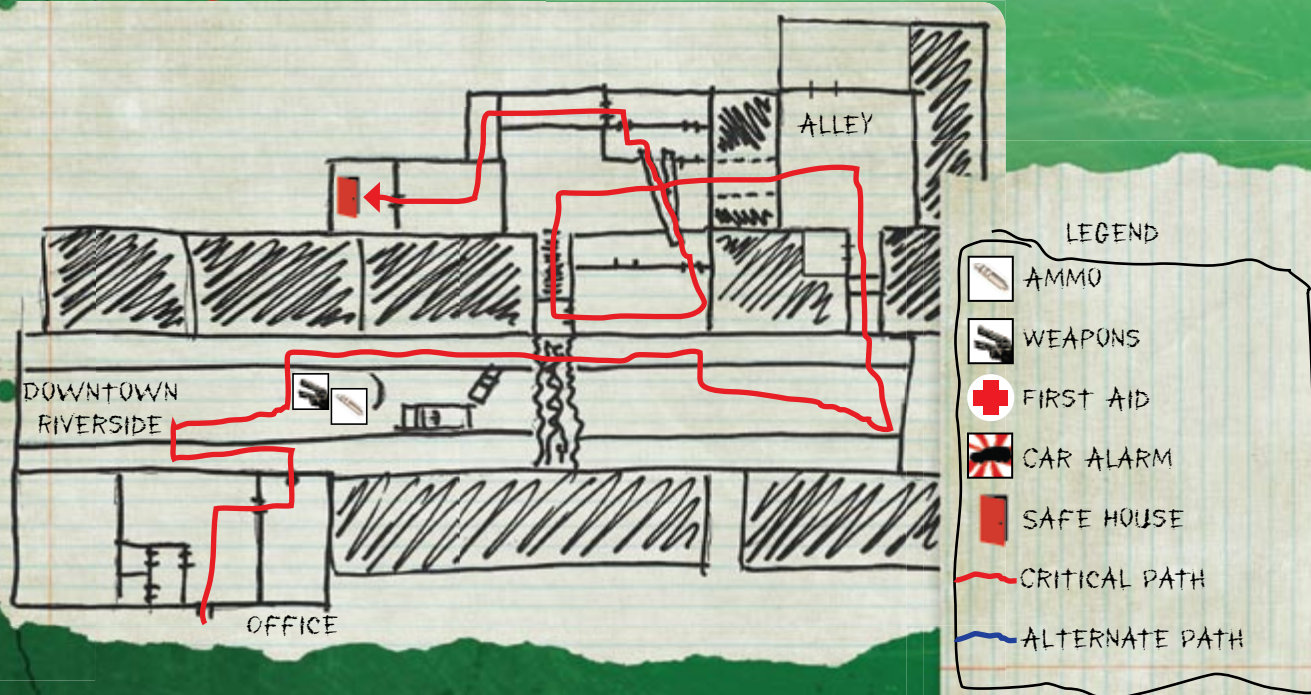 ALLEY
DOWNTOWN
RIVERSIDE
OFFICE
LEGEND
AMMO
WEAPONS
FIRST AID
CAR ALARM
SAFE HOUSE
CRITICAL PATH
ALTERNATE PATH